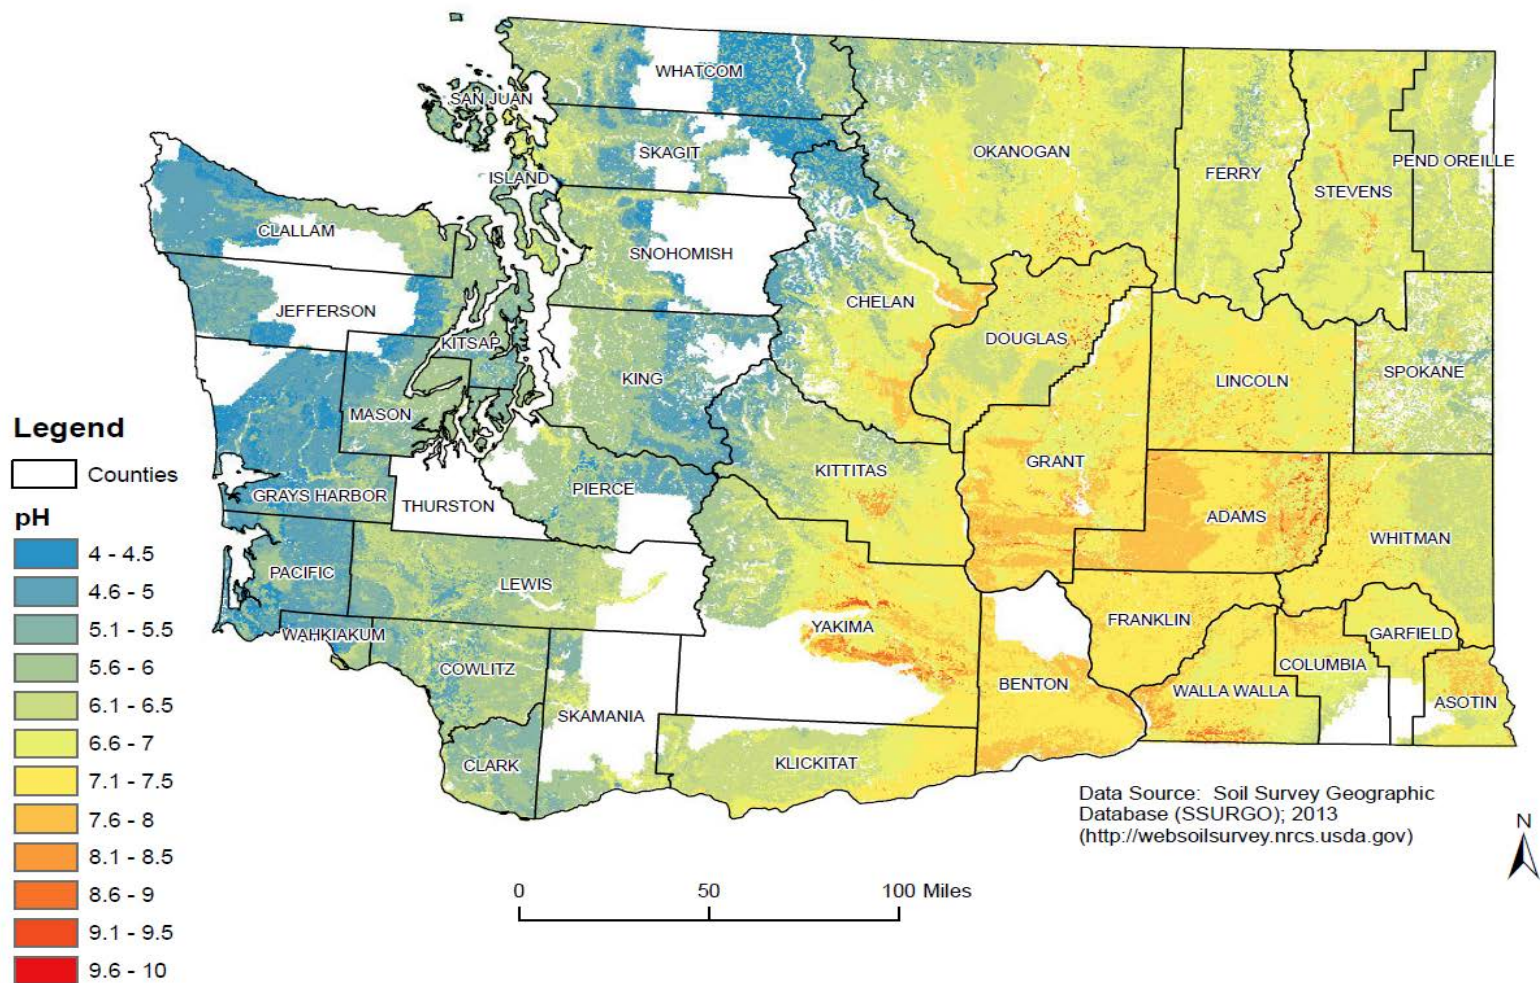 WHATCOM
SAN JUAN
SKAGIT
OKANOGAN
PEND OREILLE
FERRY
STEVENS
ISLAND
CLALLAM
SNOHOMISH
JEFFERSON
CHELAN
KITSAP
DOUGLAS
KING
LINCOLN
SPOKANE
MASON
KITTITAS
GRANT
PIERCE
GRAYS HARBOR
THURSTON
ADAMS
WHITMAN
PACIFIC
LEWIS
YAKIMA
FRANKLIN
WAHKIAKUM
GARFIELD
COWLITZ
COLUMBIA
BENTON
WALLA WALLA
ASOTIN
SKAMANIA
CLARK
KLICKITAT
Legend
Counties
pH
4 - 4.5
4.6 - 5
5.1 - 5.5
5.6 - 6
6.1 - 6.5
6.6 - 7
7.1 - 7.5
7.6 - 8
8.1 - 8.5
8.6 - 9
9.1 - 9.5
9.6 - 10
Data Source: Soil Survey Geographic
Database (SSURGO); 2013
(http://websoilsurvey.nrcs.usda.gov)
N
0 50 100 Miles